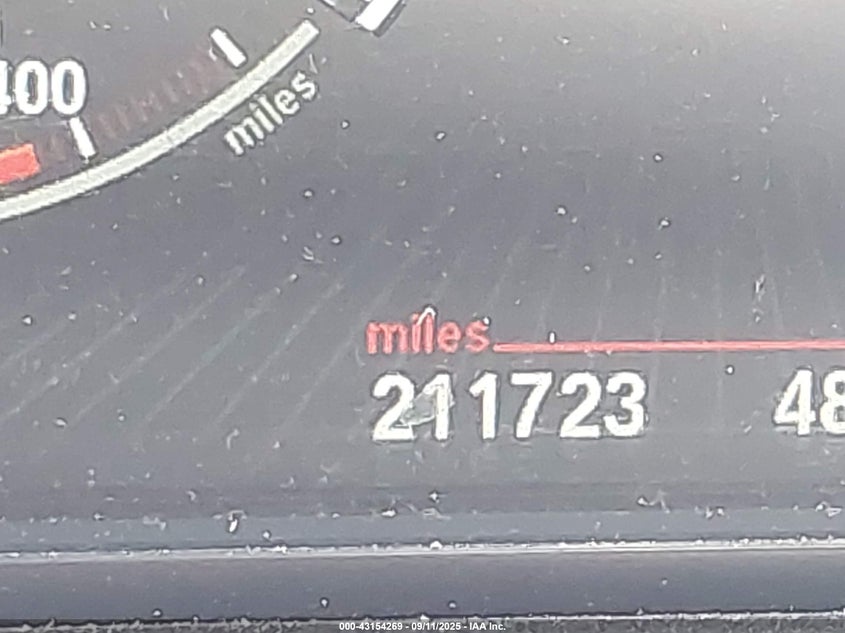 400
miles
miles
211723 48
000-43154269 - 09/11/2025 - IAA Inc.